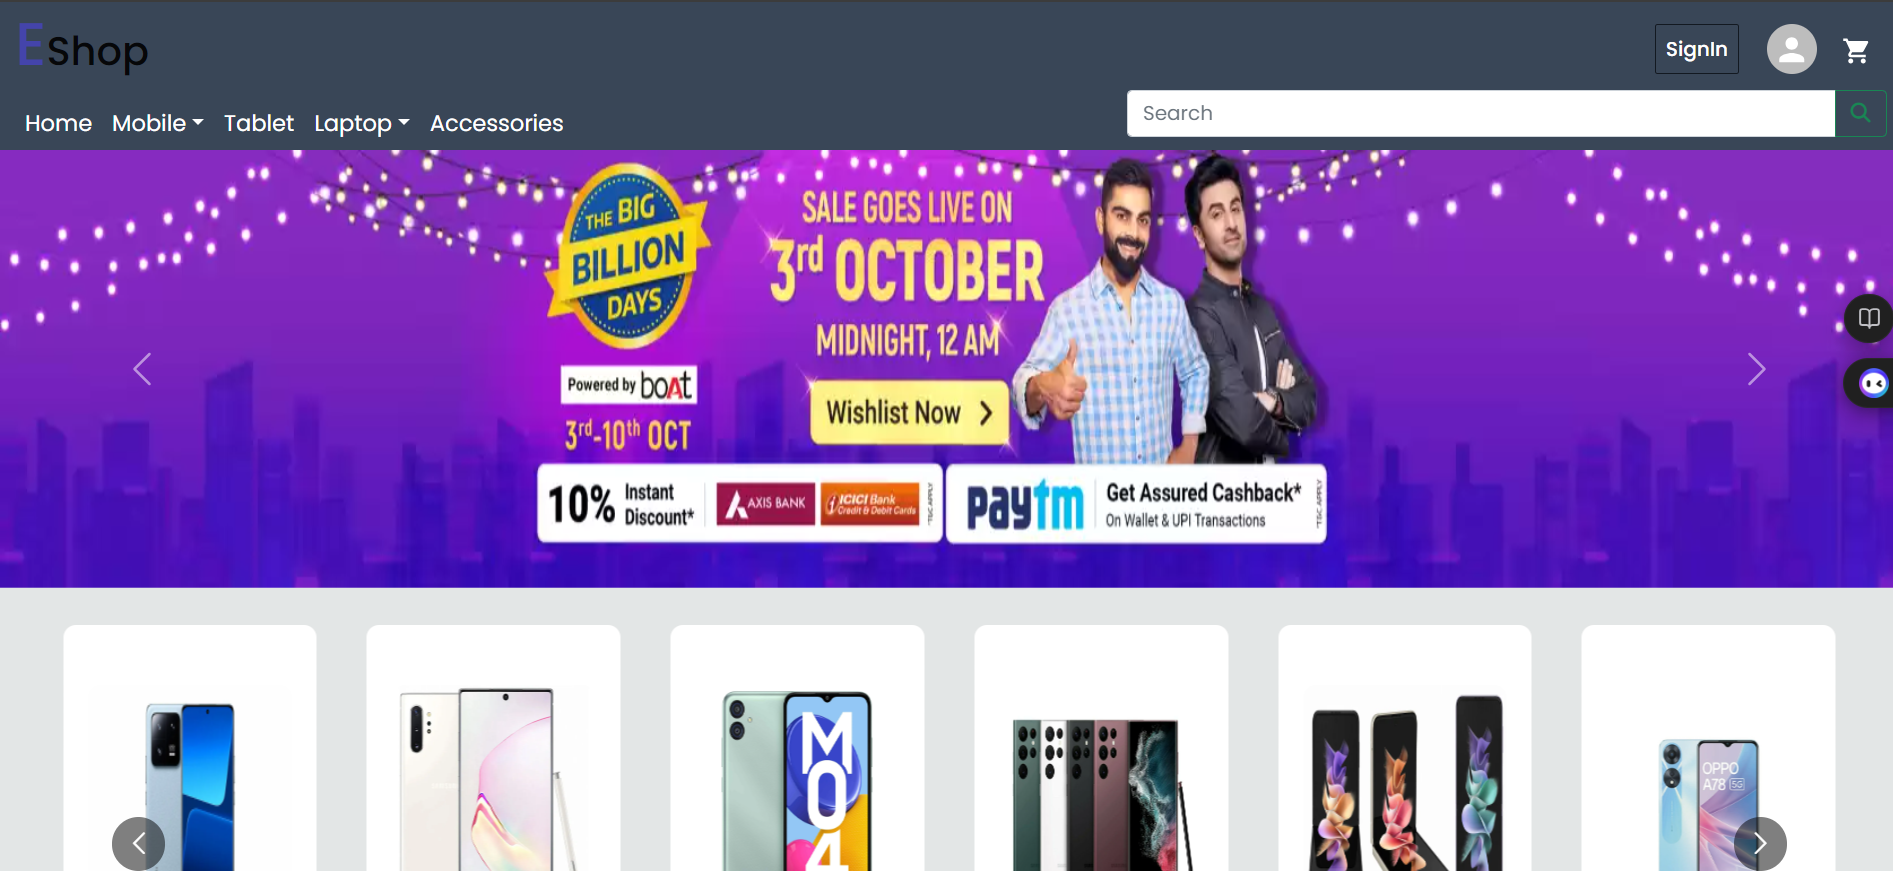 EShop
SignIn
Home Mobile Tablet Laptop Accessories
Search
THE BIG
BILLION
DAYS
Powered by boAt
3rd-10th OCT
SALE GOES LIVE ON
3rd OCTOBER
MIDNIGHT, 12 AM
Wishlist Now
10% Instant
Discount*
AXIS BANK
ICICI Bank
Credit & Debit Cards
*T&C APPLY
paytm
Get Assured Cashback*
On Wallet & UPI Transactions
*T&C APPLY
M
04
OPPO
A78 5G